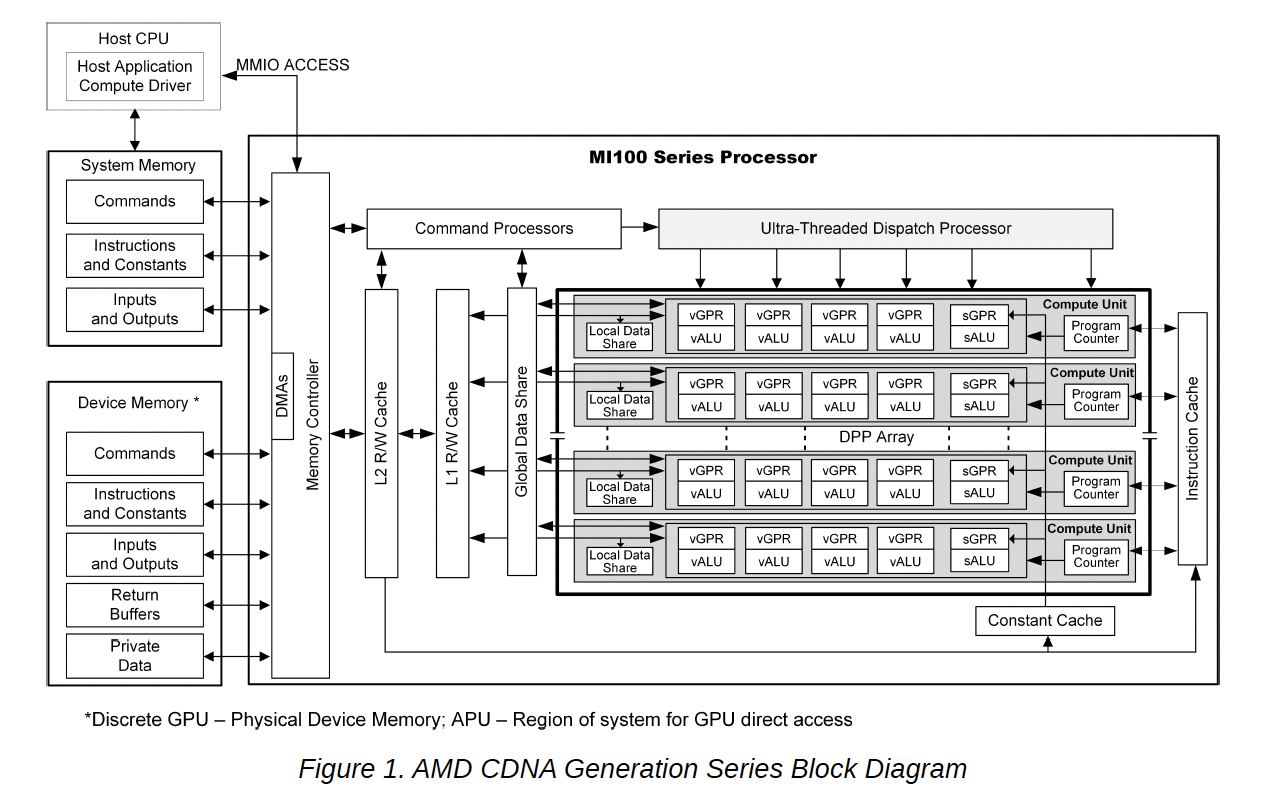 Host CPU
Host Application
Compute Driver
MMIO ACCESS
System Memory
Commands
Instructions
and Constants
Inputs
and Outputs
Device Memory *
Commands
Instructions
and Constants
Inputs
and Outputs
Return
Buffers
Private
Data
MI100 Series Processor
DMAs
Memory Controller
Command Processors
Ultra-Threaded Dispatch Processor
L2 R/W Cache
L1 R/W Cache
Global Data Share
Compute Unit
Local Data
Share
vGPR vGPR vGPR vGPR sGPR
vALU vALU vALU vALU sALU
Program
Counter
Compute Unit
Local Data
Share
vGPR vGPR vGPR vGPR sGPR
vALU vALU vALU vALU sALU
Program
Counter
DPP Array
Compute Unit
Local Data
Share
vGPR vGPR vGPR vGPR sGPR
vALU vALU vALU vALU sALU
Program
Counter
Compute Unit
Local Data
Share
vGPR vGPR vGPR vGPR sGPR
vALU vALU vALU vALU sALU
Program
Counter
Instruction Cache
Constant Cache
*Discrete GPU – Physical Device Memory; APU – Region of system for GPU direct access
Figure 1. AMD CDNA Generation Series Block Diagram